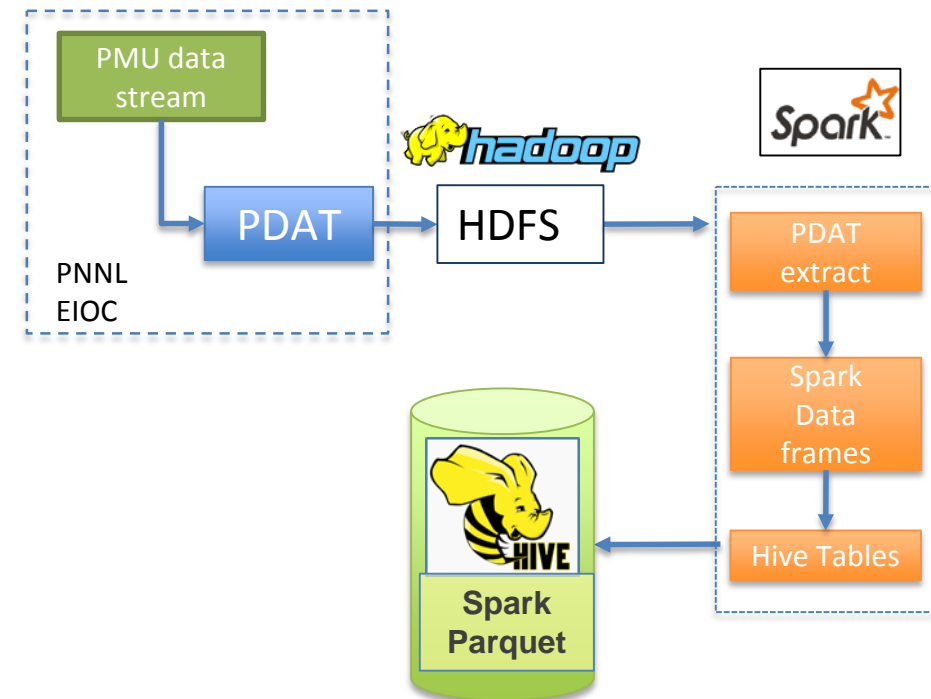 PMU data
stream
PDAT
PNNL
EIOC
hadoop
HDFS
Spark
PDAT
extract
Spark
Data
frames
Hive Tables
HIVE
Spark
Parquet